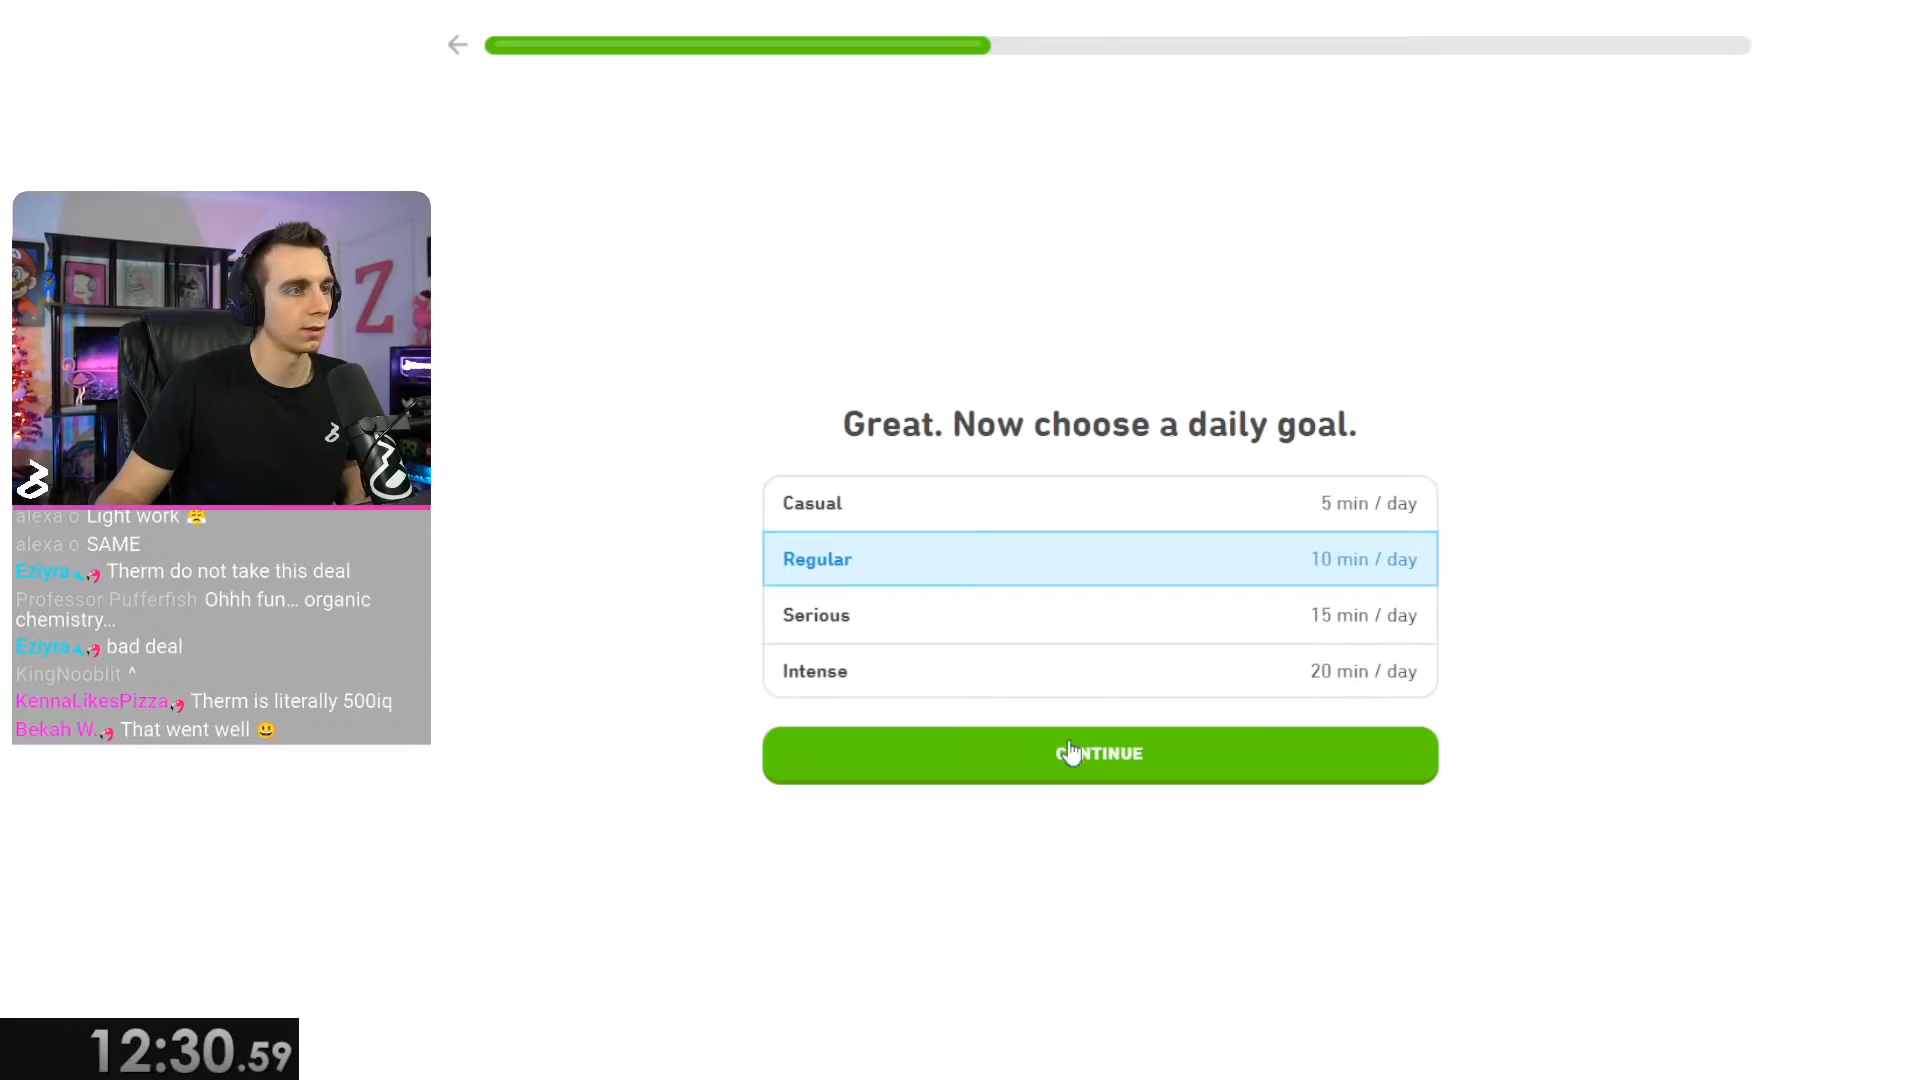 Great. Now choose a daily goal.
Casual 5 min / day
Regular 10 min / day
Serious 15 min / day
Intense 20 min / day
CONTINUE
Z
alexa o Light work 😤
alexa o SAME
Eziyra Therm do not take this deal
Professor Pufferfish Ohhh fun... organic
chemistry...
Eziyra bad deal
KingNooblit ^
KennaLikesPizza Therm is literally 500iq
Bekah W. That went well 😃
12:30.59